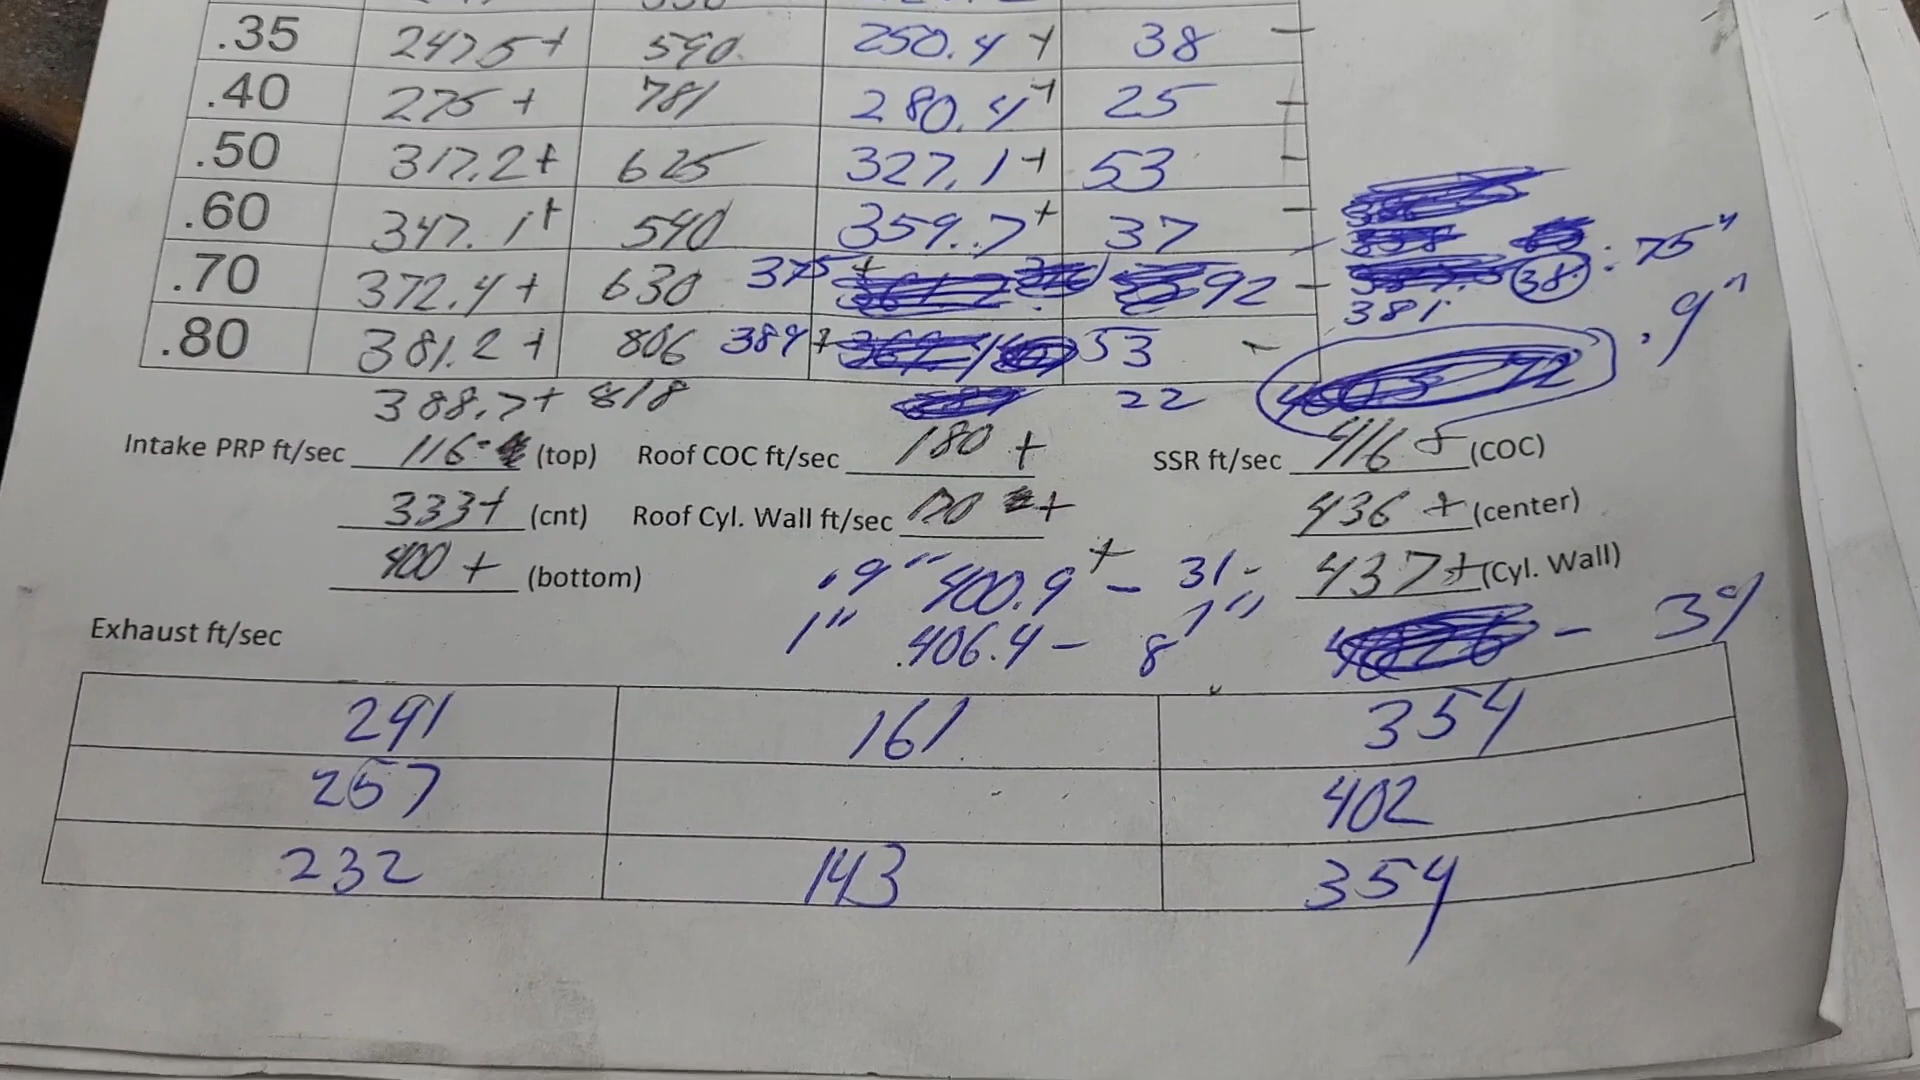 .35 247.5+ 590 250.4+ 38 –
.40 275+ 781 280.4+ 25 –
.50 317.2+ 625 327.1+ 53 –
.60 347.1+ 540 359.7+ 37 –
.70 372.4+ 630 375+ 92 – 38 .75"
381
.80 381.2+ 806 389+ 53 – .9"
388.7+ 818 22
Intake PRP ft/sec 116- (top) Roof COC ft/sec 180+ SSR ft/sec 416+ (COC)
333+ (cnt) Roof Cyl. Wall ft/sec 170+ 436+ (center)
400+ (bottom) .9" 400.9+ – 31- 437+ (Cyl. Wall)
Exhaust ft/sec 1" 406.4 – 8 1" – 34
291 161 354
257 402
232 143 354